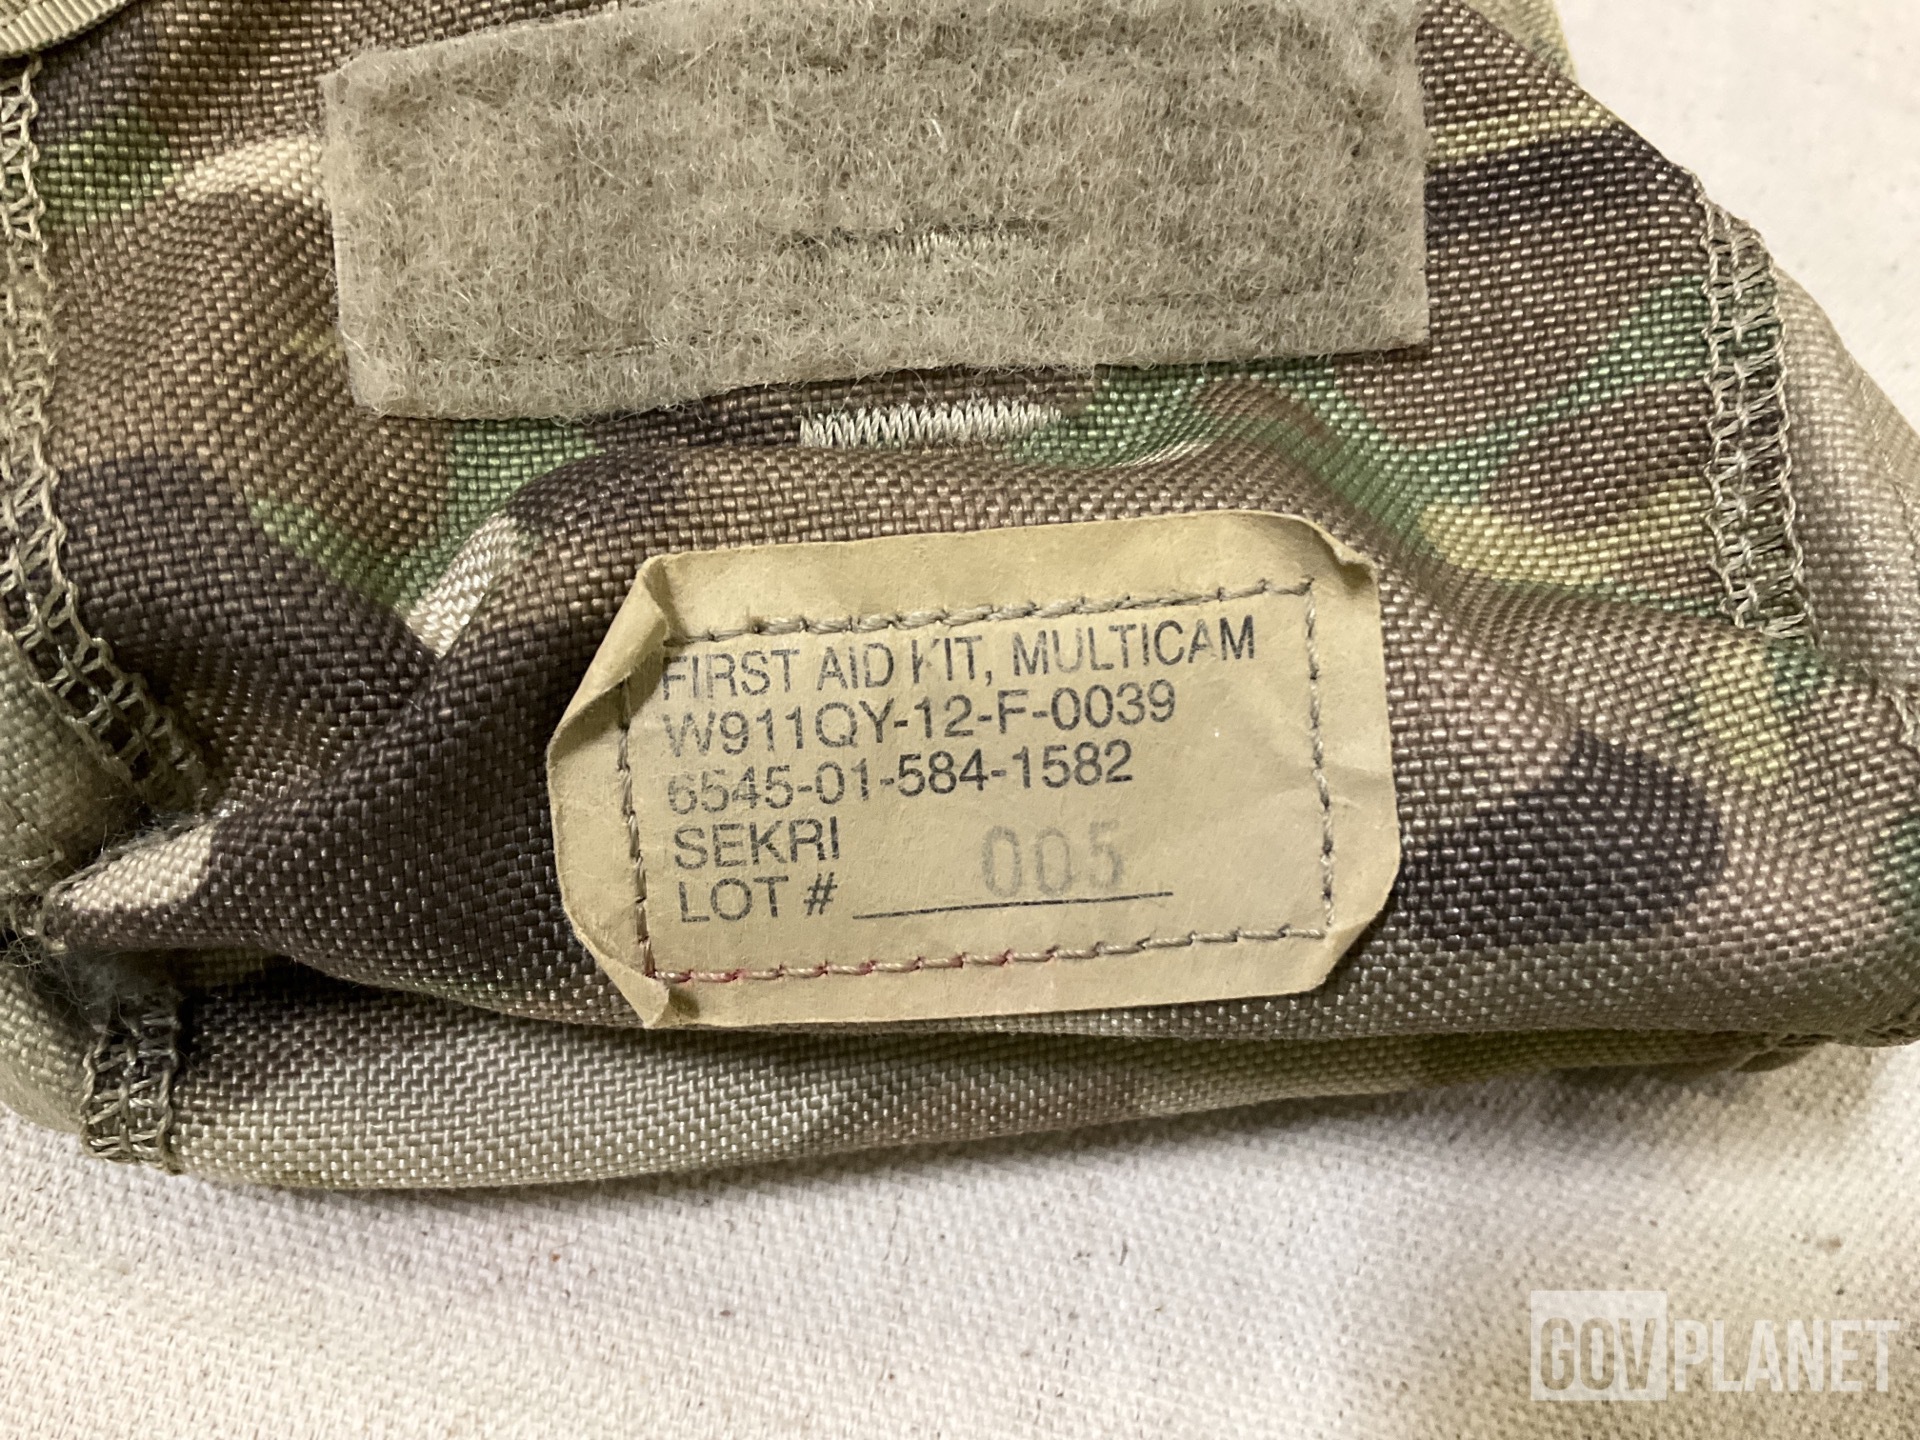 FIRST AID KIT, MULTICAM
W911QY-12-F-0039
6545-01-584-1582
SEKRI
LOT # 005
GOVPLANET